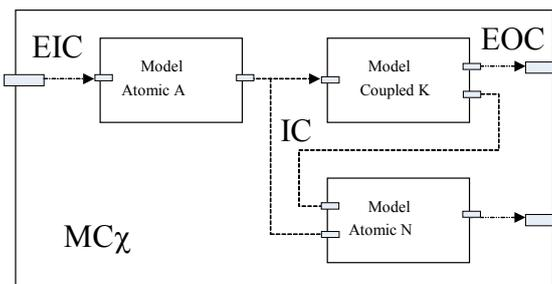 EIC
Model
Atomic A
Model
Coupled K
EOC
IC
Model
Atomic N
MCχ